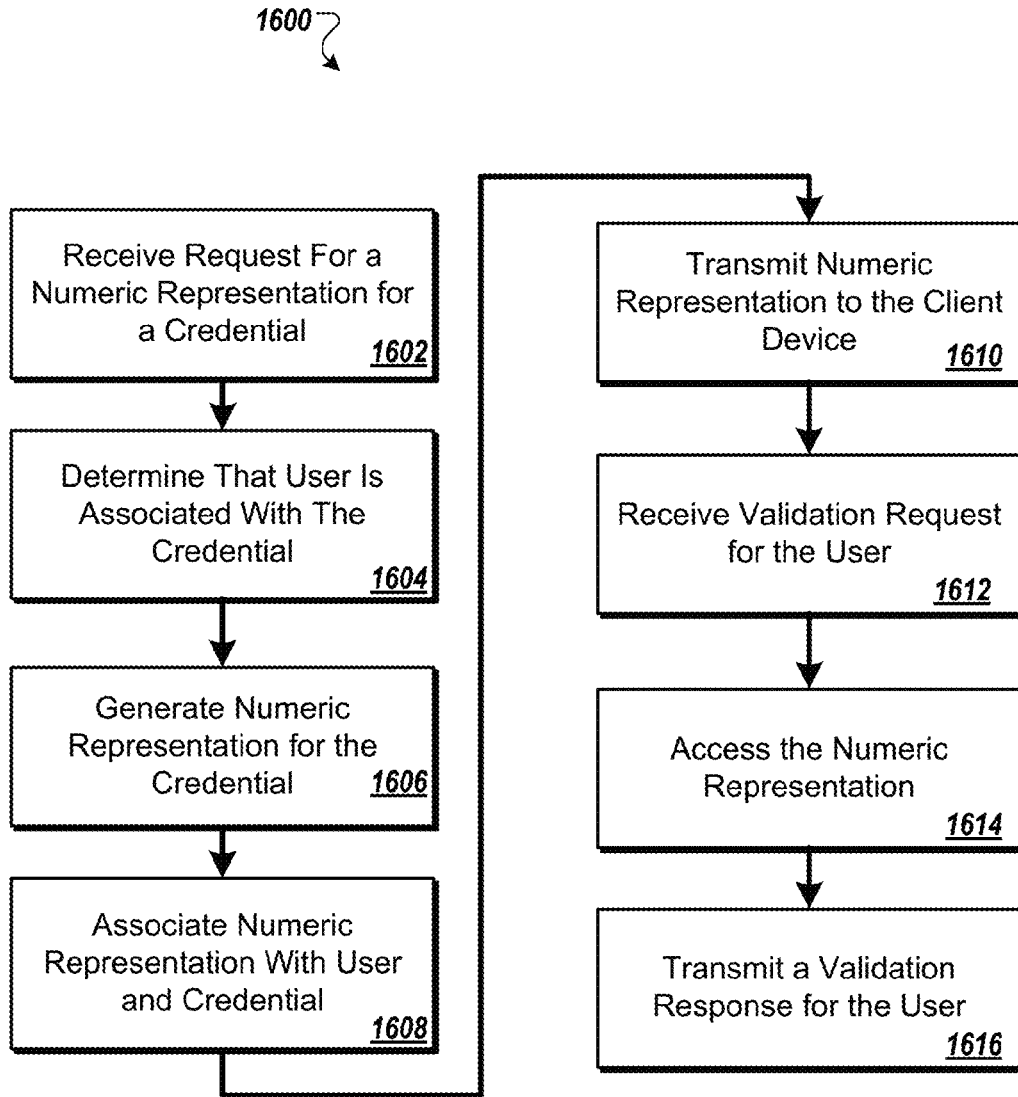 1600
Receive Request For a
Numeric Representation for
a Credential
1602
Determine That User Is
Associated With The
Credential
1604
Generate Numeric
Representation for the
Credential
1606
Associate Numeric
Representation With User
and Credential
1608
Transmit Numeric
Representation to the Client
Device
1610
Receive Validation Request
for the User
1612
Access the Numeric
Representation
1614
Transmit a Validation
Response for the User
1616